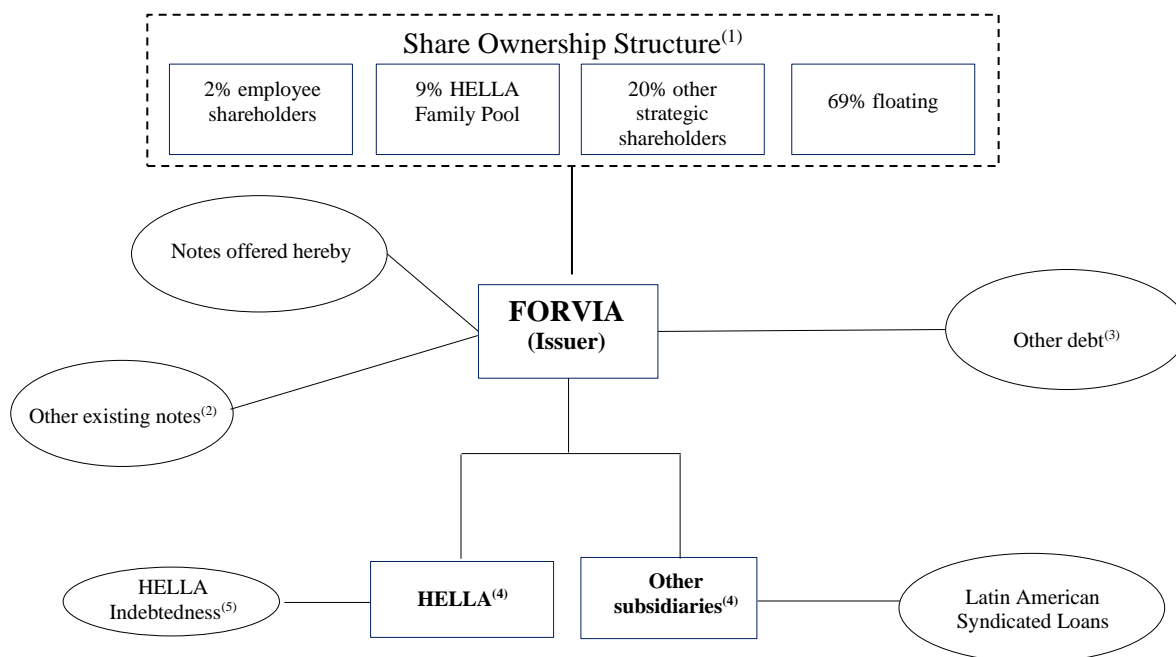 Share Ownership Structure(1)
2% employee
shareholders
9% HELLA
Family Pool
20% other
strategic
shareholders
69% floating
Notes offered hereby
FORVIA
(Issuer)
Other debt(3)
Other existing notes(2)
HELLA
Indebtedness(5)
HELLA(4)
Other
subsidiaries(4)
Latin American
Syndicated Loans